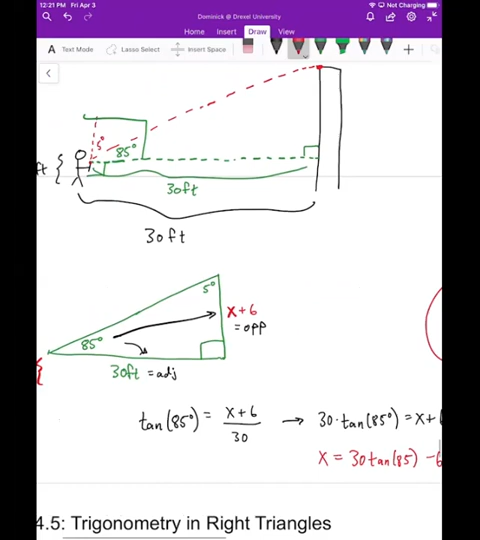 12:21 PM Fri Apr 3
Not Charging
Dominick @ Drexel University
Home Insert Draw View
Text Mode Lasso Select Insert Space
5° 85°
ft
30ft
30ft
5°
x+6
= opp
85°
30ft = adj
tan(85°) = x+6 / 30 → 30·tan(85°) = x+
x = 30tan(85) -6
4.5: Trigonometry in Right Triangles